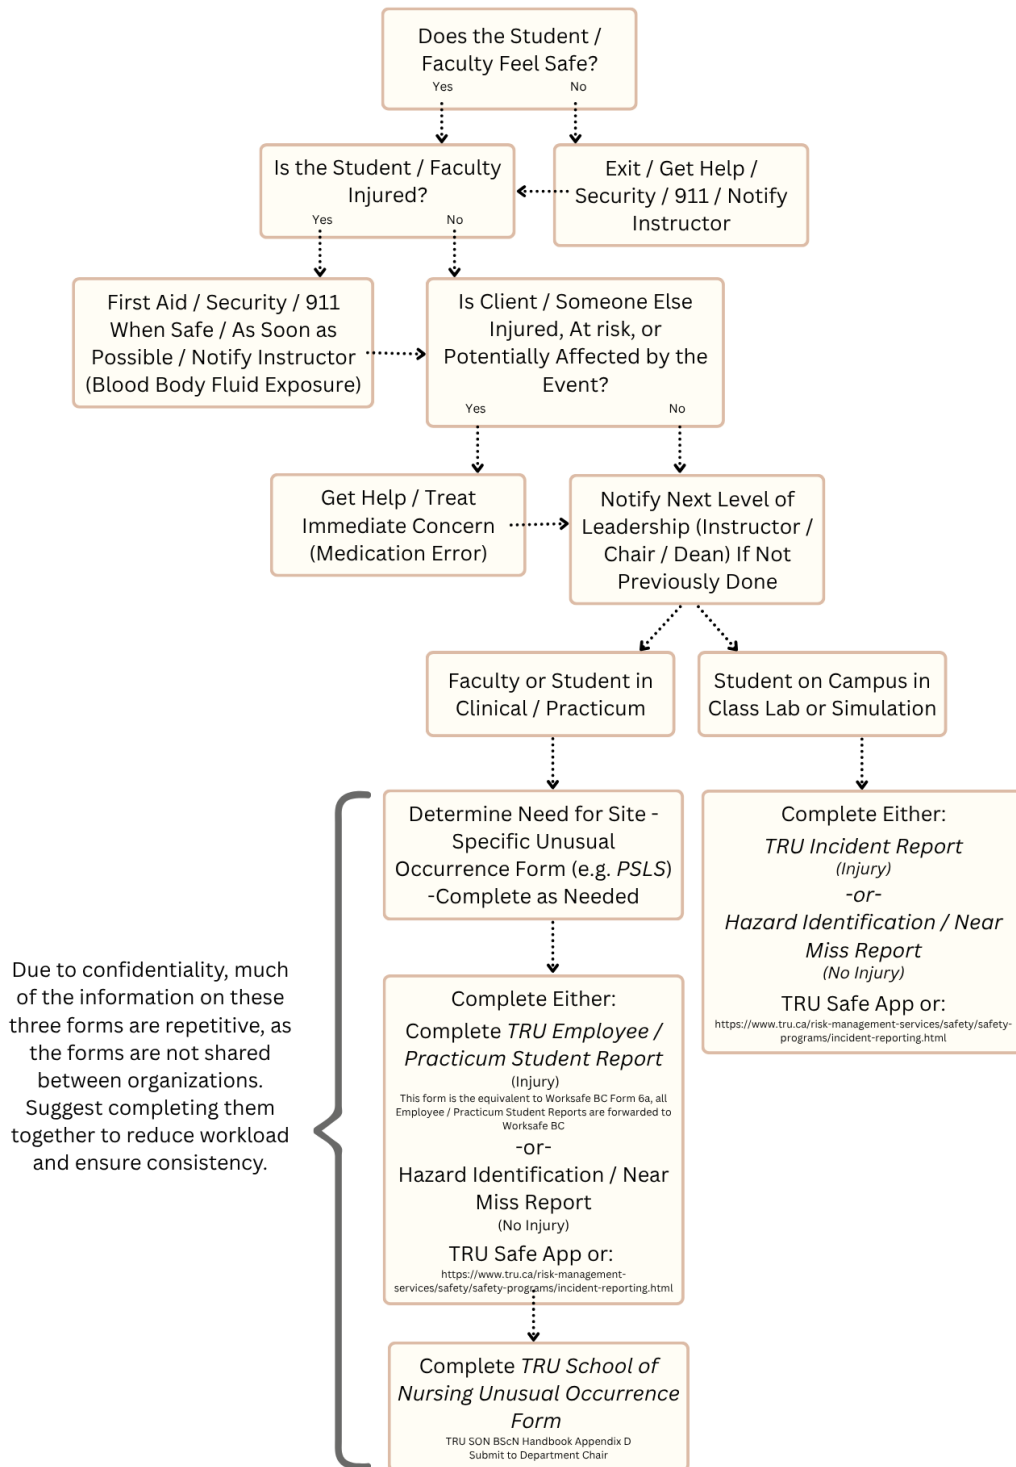 Does the Student /
Faculty Feel Safe?
Yes
No
Is the Student / Faculty
Injured?
Yes
No
Exit / Get Help /
Security / 911 / Notify
Instructor
First Aid / Security / 911
When Safe / As Soon as
Possible / Notify Instructor
(Blood Body Fluid Exposure)
Is Client / Someone Else
Injured, At risk, or
Potentially Affected by the
Event?
Yes
No
Get Help / Treat
Immediate Concern
(Medication Error)
Notify Next Level of
Leadership (Instructor /
Chair / Dean) If Not
Previously Done
Faculty or Student in
Clinical / Practicum
Student on Campus in
Class Lab or Simulation
Determine Need for Site -
Specific Unusual
Occurrence Form (e.g. PSLS)
-Complete as Needed
Complete Either:
TRU Incident Report
(Injury)
-or-
Hazard Identification / Near
Miss Report
(No Injury)
TRU Safe App or:
https://www.tru.ca/risk-management-services/safety/safety-
programs/incident-reporting.html
Due to confidentiality, much
of the information on these
three forms are repetitive, as
the forms are not shared
between organizations.
Suggest completing them
together to reduce workload
and ensure consistency.
Complete Either:
Complete TRU Employee /
Practicum Student Report
(Injury)
This form is the equivalent to Worksafe BC Form 6a, all
Employee / Practicum Student Reports are forwarded to
Worksafe BC
-or-
Hazard Identification / Near
Miss Report
(No Injury)
TRU Safe App or:
https://www.tru.ca/risk-management-
services/safety/safety-programs/incident-reporting.html
Complete TRU School of
Nursing Unusual Occurrence
Form
TRU SON BScN Handbook Appendix D
Submit to Department Chair